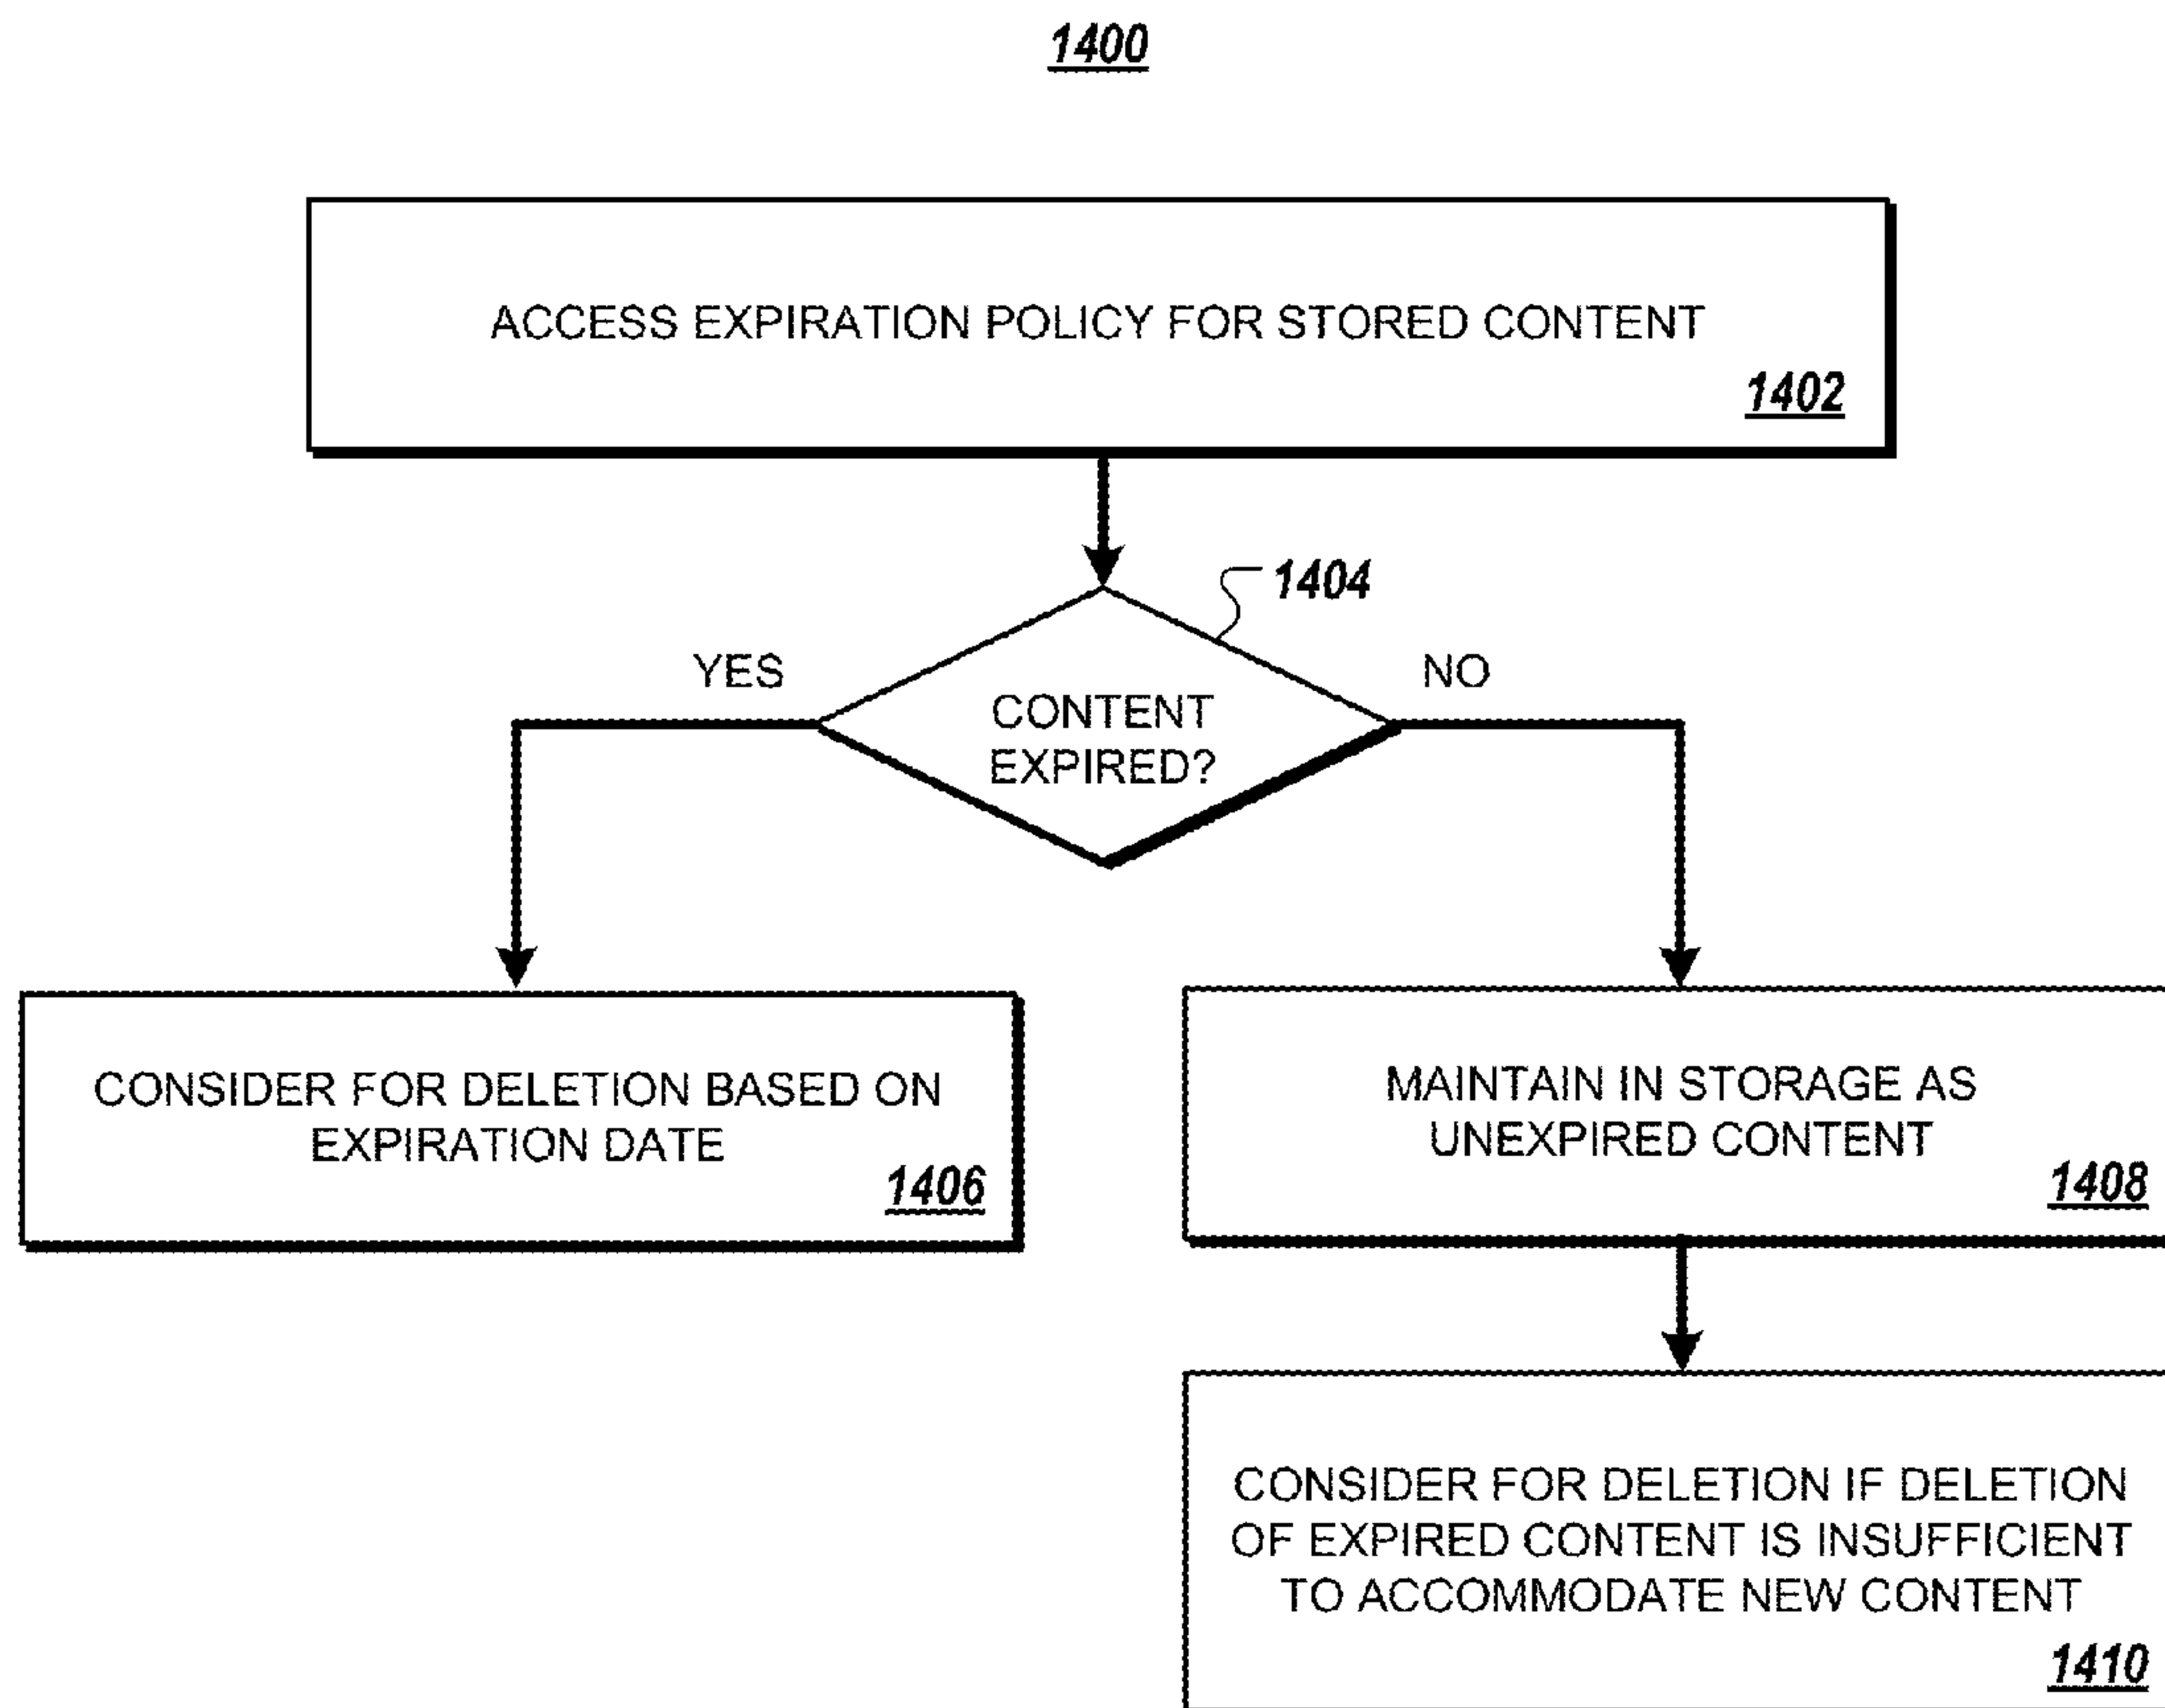 1400
ACCESS EXPIRATION POLICY FOR STORED CONTENT
1402
1404
YES
NO
CONTENT
EXPIRED?
CONSIDER FOR DELETION BASED ON
EXPIRATION DATE
1406
MAINTAIN IN STORAGE AS
UNEXPIRED CONTENT
1408
CONSIDER FOR DELETION IF DELETION
OF EXPIRED CONTENT IS INSUFFICIENT
TO ACCOMMODATE NEW CONTENT
1410